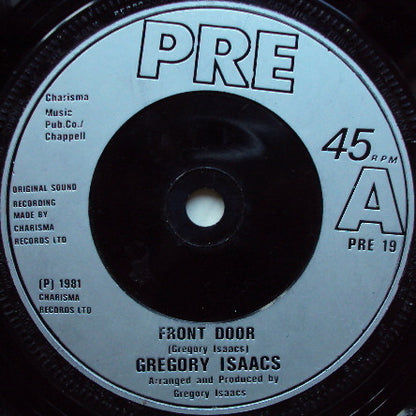 PRE
Charisma
Music
Pub.Co./
Chappell
45 RPM
A
PRE 19
ORIGINAL SOUND
RECORDING
MADE BY
CHARISMA
RECORDS LTD
(P) 1981
CHARISMA
RECORDS LTD
FRONT DOOR
(Gregory Isaacs)
GREGORY ISAACS
Arranged and Produced by
Gregory Isaacs